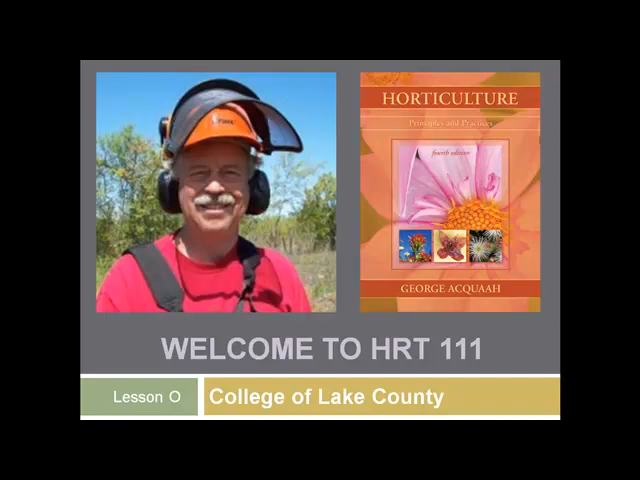 HORTICULTURE
Principles and Practices
fourth edition
GEORGE ACQUAAH
WELCOME TO HRT 111
Lesson O
College of Lake County